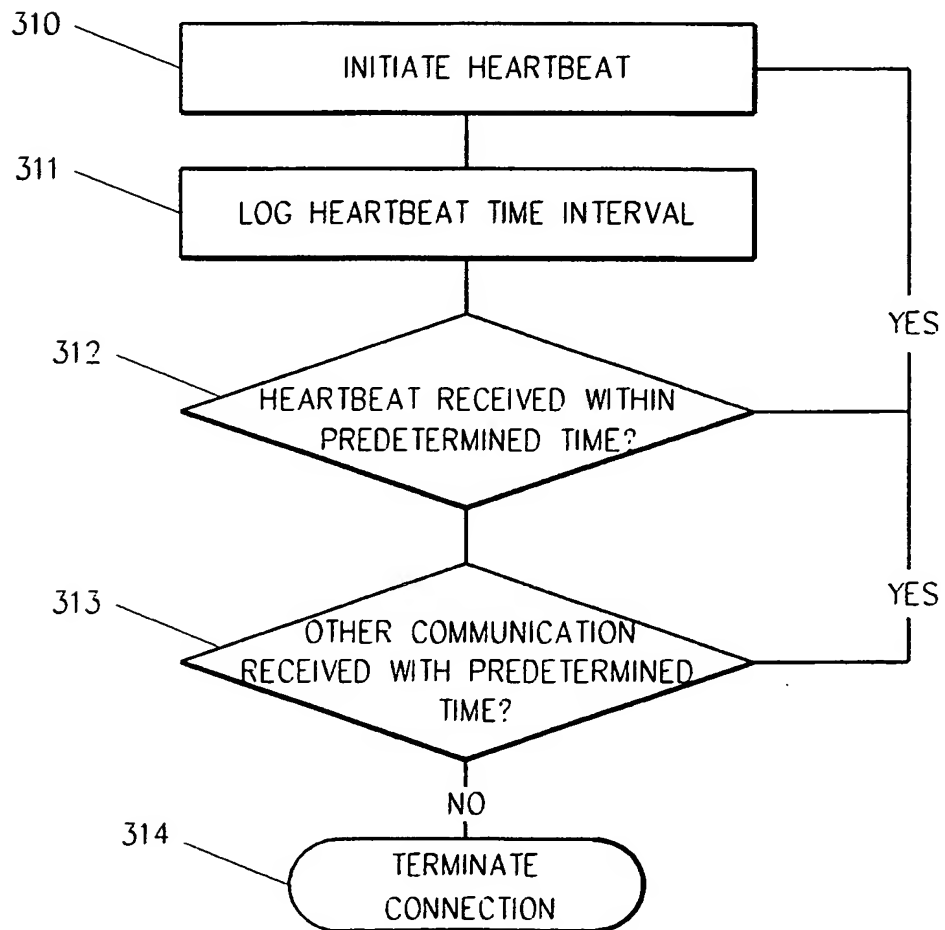 310
INITIATE HEARTBEAT
311
LOG HEARTBEAT TIME INTERVAL
YES
312
HEARTBEAT RECEIVED WITHIN
PREDETERMINED TIME?
YES
313
OTHER COMMUNICATION
RECEIVED WITH PREDETERMINED
TIME?
NO
314
TERMINATE
CONNECTION